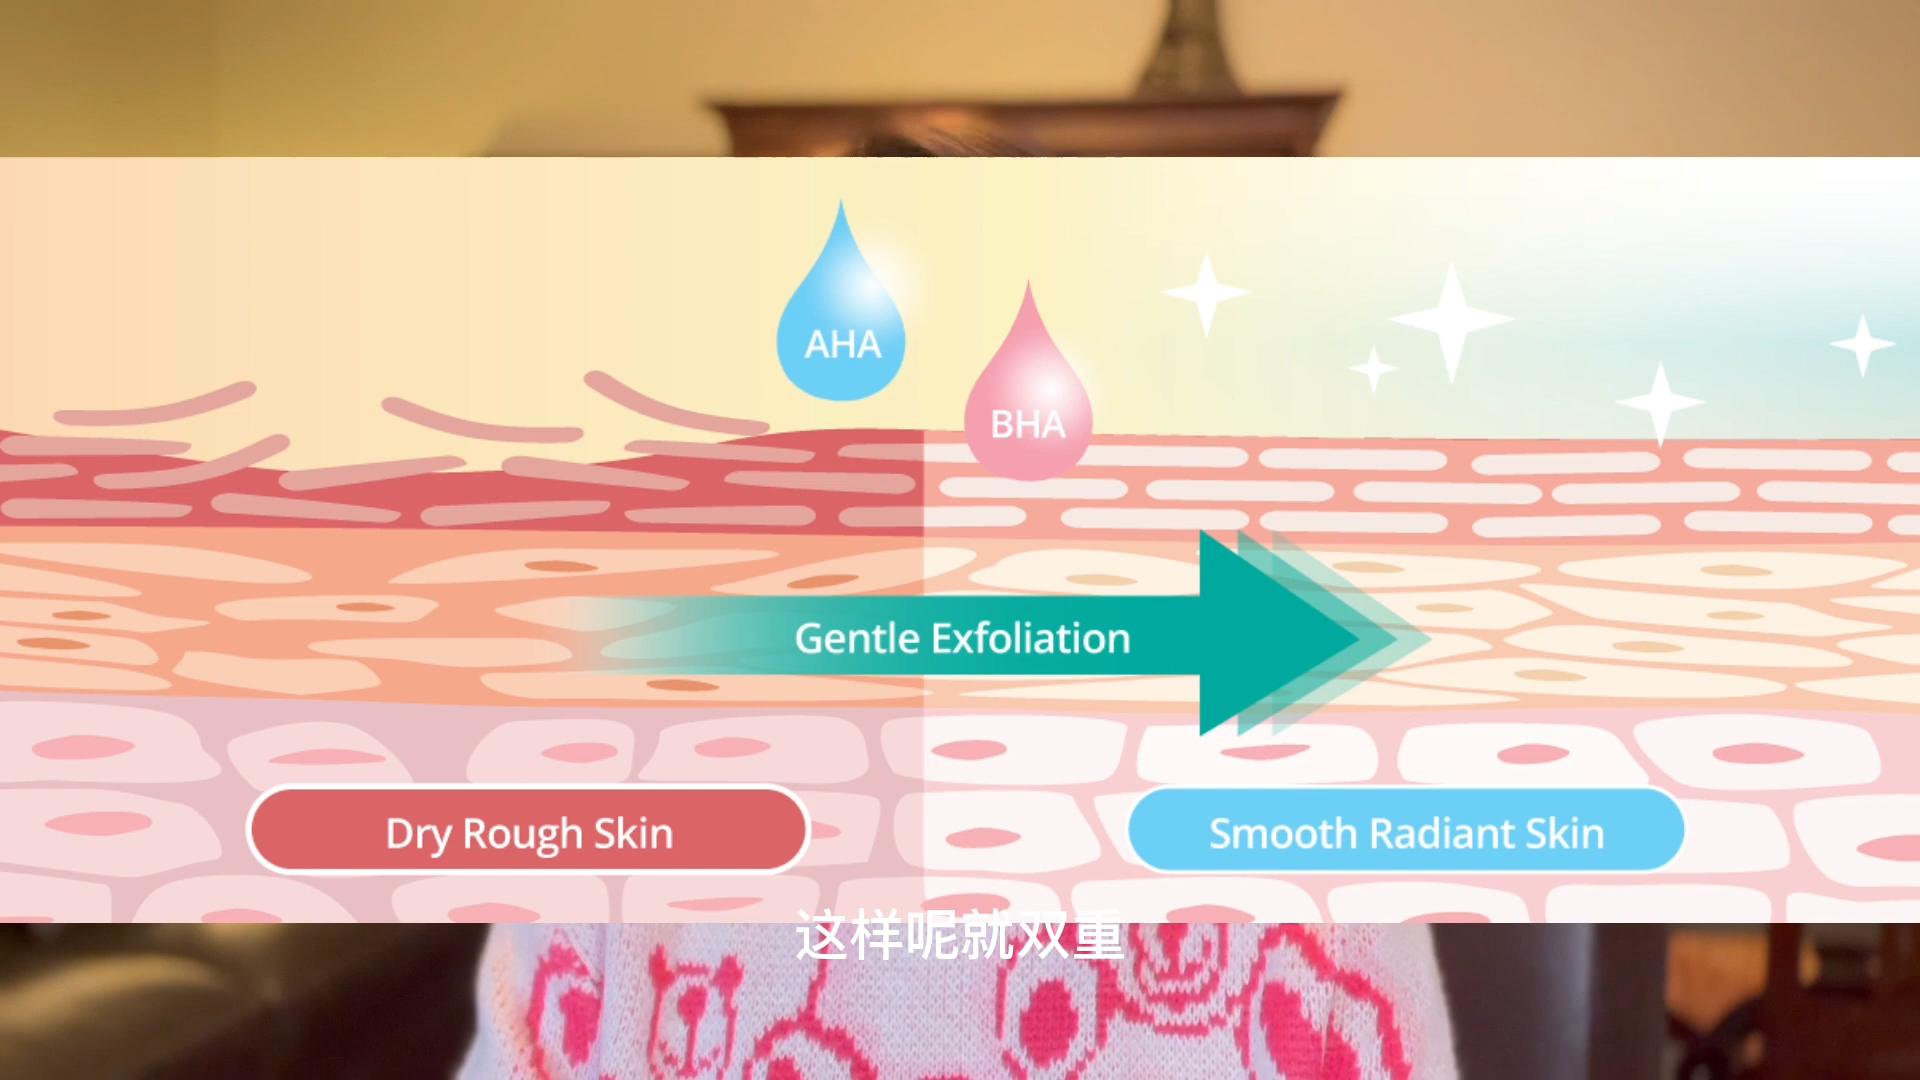 AHA
BHA
Gentle Exfoliation
Dry Rough Skin
Smooth Radiant Skin
这样呢就双重